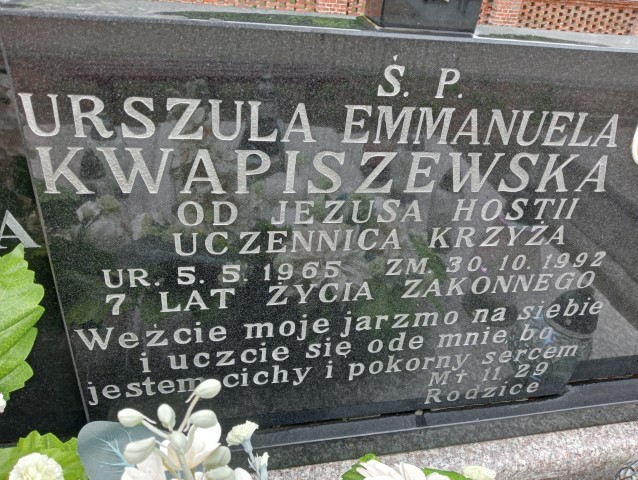 Ś. P.
URSZULA EMMANUELA
KWAPISZEWSKA
OD JEZUSA HOSTII
UCZENNICA KRZYŻA
UR. 5. 5. 1965 ZM. 30. 10. 1992
7 LAT ŻYCIA ZAKONNEGO
Weźcie moje jarzmo na siebie
i uczcie się ode mnie bo
jestem cichy i pokorny sercem
M† 11. 29
Rodzice
A